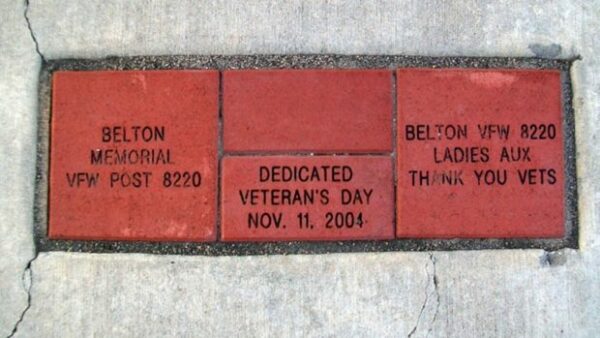 BELTON
MEMORIAL
VFW POST 8220
DEDICATED
VETERAN'S DAY
NOV. 11, 2004
BELTON VFW 8220
LADIES AUX
THANK YOU VETS